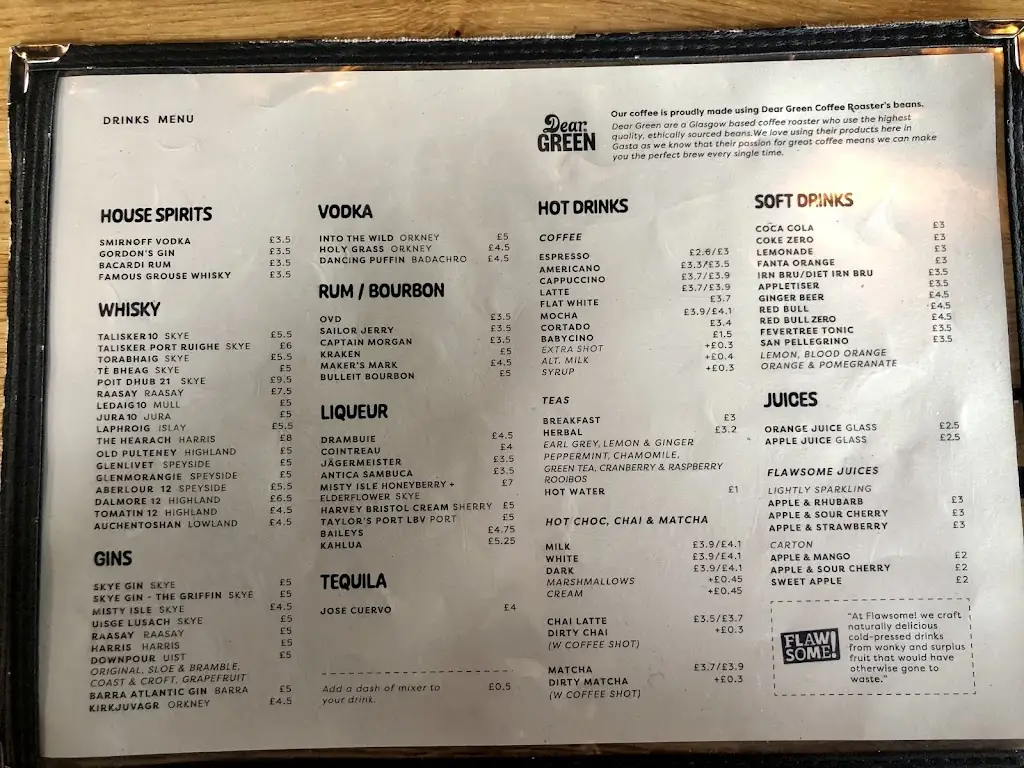 DRINKS MENU
Dear
GREEN
Our coffee is proudly made using Dear Green Coffee Roaster's beans.
Dear Green are a Glasgow based coffee roaster who use the highest
quality, ethically sourced beans.We love using their products here in
Gasta as we know that their passion for great coffee means we can make
you the perfect brew every single time.
HOUSE SPIRITS
SMIRNOFF VODKA £3.5
GORDON'S GIN £3.5
BACARDI RUM £3.5
FAMOUS GROUSE WHISKY £3.5
WHISKY
TALISKER10 SKYE £5.5
TALISKER PORT RUIGHE SKYE £6
TORABHAIG SKYE £5.5
TÈ BHEAG SKYE £5
POIT DHUB 21 SKYE £9.5
RAASAY RAASAY £7.5
LEDAIG10 MULL £5
JURA10 JURA £5
LAPHROIG ISLAY £5.5
THE HEARACH HARRIS £8
OLD PULTENEY HIGHLAND £5
GLENLIVET SPEYSIDE £5
GLENMORANGIE SPEYSIDE £5
ABERLOUR 12 SPEYSIDE £5.5
DALMORE 12 HIGHLAND £6.5
TOMATIN 12 HIGHLAND £4.5
AUCHENTOSHAN LOWLAND £4.5
GINS
SKYE GIN SKYE £5
SKYE GIN - THE GRIFFIN SKYE £5
MISTY ISLE SKYE £4.5
UISGE LUSACH SKYE £5
RAASAY RAASAY £5
HARRIS HARRIS £5
DOWNPOUR UIST £5
ORIGINAL, SLOE & BRAMBLE,
COAST & CROFT, GRAPEFRUIT
BARRA ATLANTIC GIN BARRA £5
KIRKJUVAGR ORKNEY £4.5
VODKA
INTO THE WILD ORKNEY £5
HOLY GRASS ORKNEY £4.5
DANCING PUFFIN BADACHRO £4.5
RUM / BOURBON
OVD £3.5
SAILOR JERRY £3.5
CAPTAIN MORGAN £3.5
KRAKEN £5
MAKER'S MARK £4.5
BULLEIT BOURBON £5
LIQUEUR
DRAMBUIE £4.5
COINTREAU £4
JÄGERMEISTER £3.5
ANTICA SAMBUCA £3.5
MISTY ISLE HONEYBERRY + £7
ELDERFLOWER SKYE
HARVEY BRISTOL CREAM SHERRY £5
TAYLOR'S PORT LBV PORT £5
BAILEYS £4.75
KAHLUA £5.25
TEQUILA
JOSE CUERVO £4
Add a dash of mixer to £0.5
your drink.
HOT DRINKS
COFFEE
ESPRESSO £2.6/£3
AMERICANO £3.3/£3.5
CAPPUCCINO £3.7/£3.9
LATTE £3.7/£3.9
FLAT WHITE £3.7
MOCHA £3.9/£4.1
CORTADO £3.4
BABYCINO £1.5
EXTRA SHOT +£0.3
ALT. MILK +£0.4
SYRUP +£0.3
TEAS
BREAKFAST £3
HERBAL £3.2
EARL GREY, LEMON & GINGER
PEPPERMINT, CHAMOMILE,
GREEN TEA, CRANBERRY & RASPBERRY
ROOIBOS
HOT WATER £1
HOT CHOC, CHAI & MATCHA
MILK £3.9/£4.1
WHITE £3.9/£4.1
DARK £3.9/£4.1
MARSHMALLOWS +£0.45
CREAM +£0.45
CHAI LATTE £3.5/£3.7
DIRTY CHAI +£0.3
(W COFFEE SHOT)
MATCHA £3.7/£3.9
DIRTY MATCHA +£0.3
(W COFFEE SHOT)
SOFT DRINKS
COCA COLA £3
COKE ZERO £3
LEMONADE £3
FANTA ORANGE £3
IRN BRU/DIET IRN BRU £3.5
APPLETISER £3.5
GINGER BEER £4.5
RED BULL £4.5
RED BULL ZERO £4.5
FEVERTREE TONIC £3.5
SAN PELLEGRINO £3.5
LEMON, BLOOD ORANGE
ORANGE & POMEGRANATE
JUICES
ORANGE JUICE GLASS £2.5
APPLE JUICE GLASS £2.5
FLAWSOME JUICES
LIGHTLY SPARKLING
APPLE & RHUBARB £3
APPLE & SOUR CHERRY £3
APPLE & STRAWBERRY £3
CARTON
APPLE & MANGO £2
APPLE & SOUR CHERRY £2
SWEET APPLE £2
FLAW
SOME!
"At Flawsome! we craft
naturally delicious
cold-pressed drinks
from wonky and surplus
fruit that would have
otherwise gone to
waste."